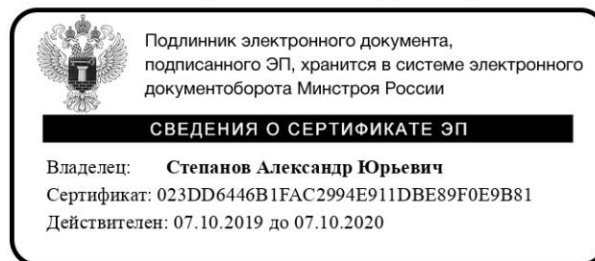 Подлинник электронного документа,
подписанного ЭП, хранится в системе электронного
документоборота Минстроя России
СВЕДЕНИЯ О СЕРТИФИКАТЕ ЭП
Владелец: Степанов Александр Юрьевич
Сертификат: 023DD6446B1FAC2994E911DBE89F0E9B81
Действителен: 07.10.2019 до 07.10.2020